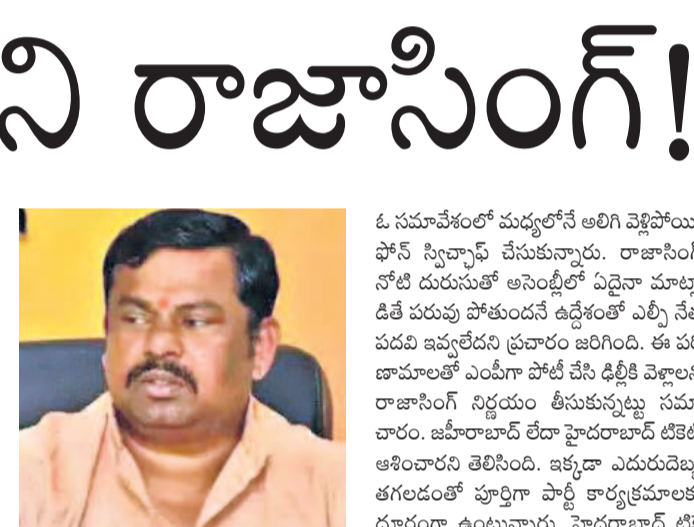 ని రాజాసింగ్!
ఓ సమావేశంలో మధ్యలోనే అలిగి వెళ్లిపోయి
ఫోన్ స్విచ్ఛాఫ్ చేసుకున్నారు. రాజాసింగ్
నోటి దురుసుతో అసెంబ్లీలో ఏదైనా మాట్లా
డితే పరువు పోతుందనే ఉద్దేశంతో ఎల్పీ నేత
పదవి ఇవ్వలేదని ప్రచారం జరిగింది. ఈ పరి
ణామాలతో ఎంపీగా పోటీ చేసి ఢిల్లీకి వెళ్లాలని
రాజాసింగ్ నిర్ణయం తీసుకున్నట్టు సమా
చారం. జహీరాబాద్ లేదా హైదరాబాద్ టికెట్
ఆశించారని తెలిసింది. ఇక్కడా ఎదురుదెబ్బ
తగలడంతో పూర్తిగా పార్టీ కార్యక్రమాలకు
దూరంగా ఉంటున్నారు. హైదరాబాద్